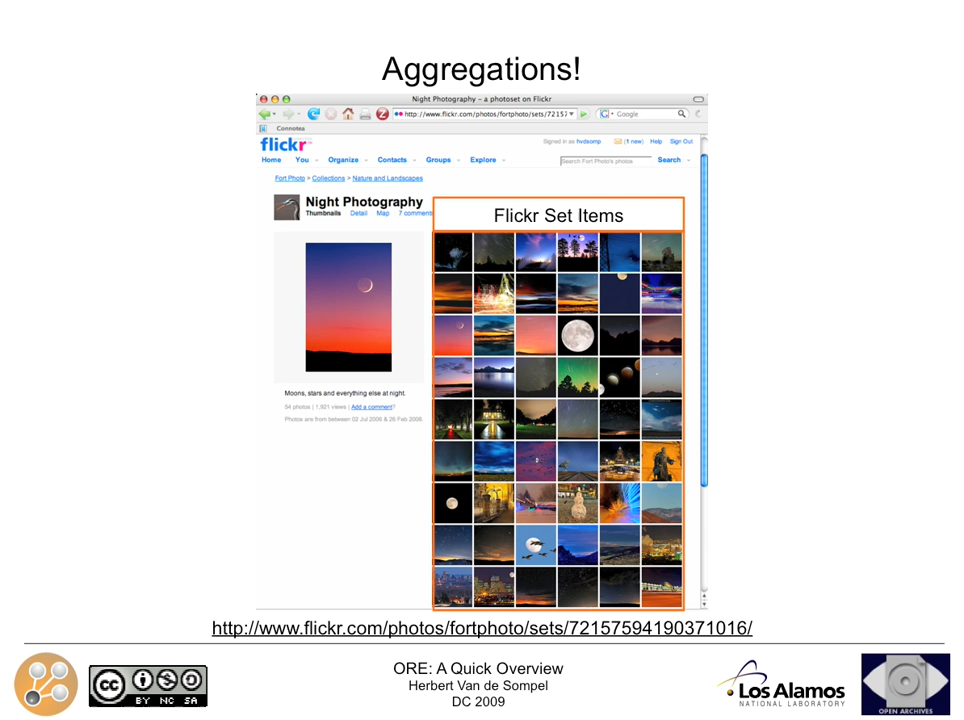 Aggregations!
Night Photography – a photoset on Flickr
http://www.flickr.com/photos/fortphoto/sets/72157
Google
Connotea
flickr
Signed in as hvdsomp (1 new) Help Sign Out
Home You Organize Contacts Groups Explore
Search Fort Photo's photos
Search
Fort Photo > Collections > Nature and Landscapes
Night Photography
Thumbnails Detail Map 7 comments
Flickr Set Items
Moons, stars and everything else at night.
54 photos | 1,921 views | Add a comment?
Photos are from between 02 Jul 2005 & 26 Feb 2008.
http://www.flickr.com/photos/fortphoto/sets/72157594190371016/
ORE: A Quick Overview
Herbert Van de Sompel
DC 2009
cc
BY NC SA
Los Alamos
NATIONAL LABORATORY
OPEN ARCHIVES